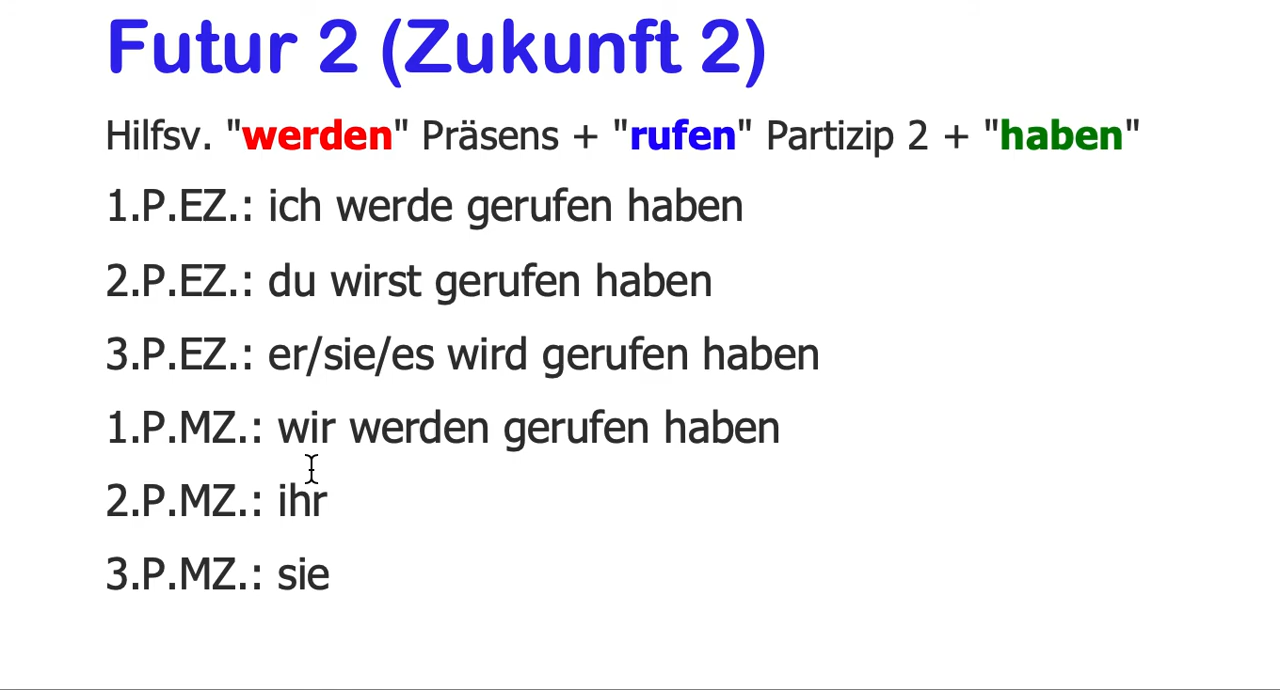 Futur 2 (Zukunft 2)
Hilfsv. "werden" Präsens + "rufen" Partizip 2 + "haben"
1.P.EZ.: ich werde gerufen haben
2.P.EZ.: du wirst gerufen haben
3.P.EZ.: er/sie/es wird gerufen haben
1.P.MZ.: wir werden gerufen haben
2.P.MZ.: ihr
3.P.MZ.: sie